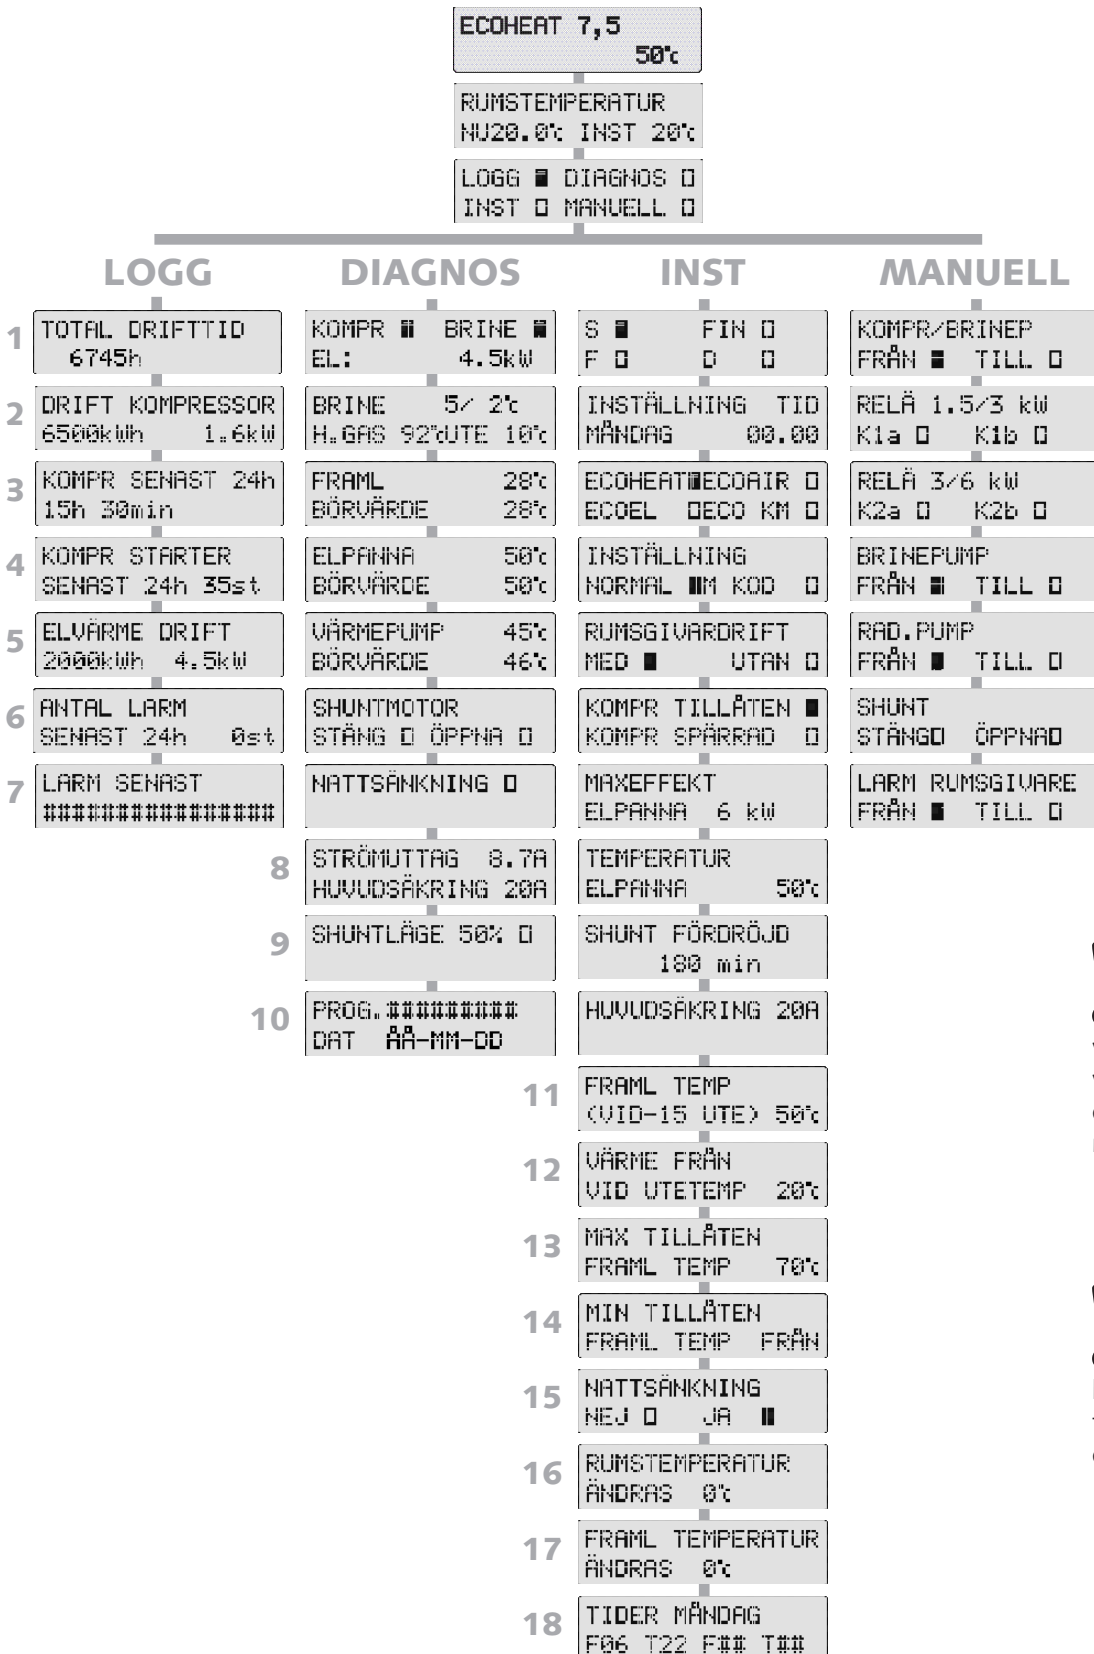 ECOHEAT 7,5
50°c
RUMSTEMPERATUR
NU20.0°c INST 20°c
LOGG DIAGNOS
INST MANUELL
LOGG
1
TOTAL DRIFTTID
6745h
2
DRIFT KOMPRESSOR
6500kWh 1.6kW
3
KOMPR SENAST 24h
15h 30min
4
KOMPR STARTER
SENAST 24h 35st
5
ELVÄRME DRIFT
2000kWh 4.5kW
6
ANTAL LARM
SENAST 24h 0st
7
LARM SENAST
################
DIAGNOS
KOMPR BRINE
EL: 4.5kW
BRINE 5/ 2°c
H.GAS 92°cUTE 10°c
FRAML 28°c
BÖRVÄRDE 28°c
ELPANNA 50°c
BÖRVÄRDE 50°c
VÄRMEPUMP 45°c
BÖRVÄRDE 46°c
SHUNTMOTOR
STÄNG ÖPPNA
NATTSÄNKNING
8
STRÖMUTTAG 8.7A
HUVUDSÄKRING 20A
9
SHUNTLÄGE 50%
10
PROG.#########
DAT ÅÅ-MM-DD
INST
S FIN
F D
INSTÄLLNING TID
MÅNDAG 00.00
ECOHEAT ECOAIR
ECOEL ECO KM
INSTÄLLNING
NORMAL M KOD
RUMSGIVARDRIFT
MED UTAN
KOMPR TILLÅTEN
KOMPR SPÄRRAD
MAXEFFEKT
ELPANNA 6 kW
TEMPERATUR
ELPANNA 50°c
SHUNT FÖRDRÖJD
180 min
HUVUDSÄKRING 20A
11
FRAML TEMP
(VID-15 UTE) 50°c
12
VÄRME FRÅN
VID UTETEMP 20°c
13
MAX TILLÅTEN
FRAML TEMP 70°c
14
MIN TILLÅTEN
FRAML TEMP FRÅN
15
NATTSÄNKNING
NEJ JA
16
RUMSTEMPERATUR
ÄNDRAS 0°c
17
FRAML TEMPERATUR
ÄNDRAS 0°c
18
TIDER MÅNDAG
F06 T22 F## T##
MANUELL
KOMPR/BRINEP
FRÅN TILL
RELÄ 1.5/3 kW
K1a K1b
RELÄ 3/6 kW
K2a K2b
BRINEPUMP
FRÅN TILL
RAD.PUMP
FRÅN TILL
SHUNT
STÄNG ÖPPNA
LARM RUMSGIVARE
FRÅN TILL